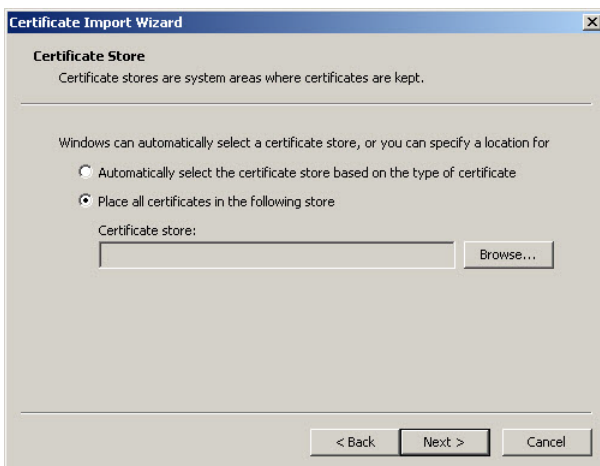 Certificate Import Wizard
Certificate Store
Certificate stores are system areas where certificates are kept.
Windows can automatically select a certificate store, or you can specify a location for
Automatically select the certificate store based on the type of certificate
Place all certificates in the following store
Certificate store:
Browse...
< Back Next > Cancel